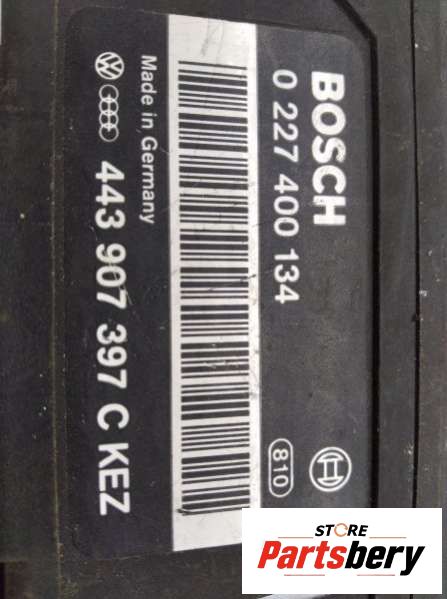 BOSCH
0 227 400 134
810
Made in Germany
443 907 397 C KEZ
STORE
Partsbery